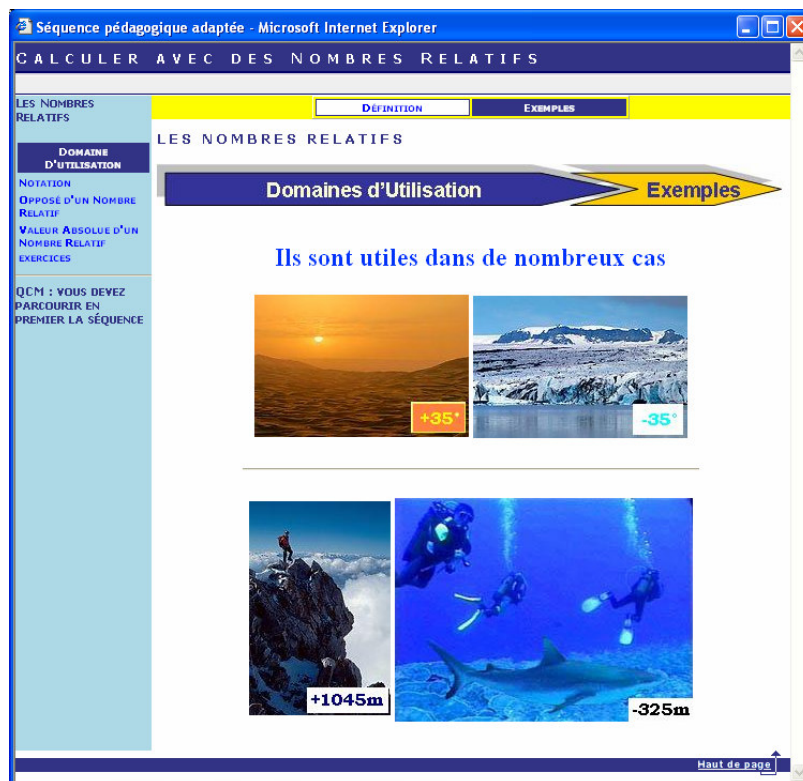 Séquence pédagogique adaptée - Microsoft Internet Explorer
CALCULER AVEC DES NOMBRES RELATIFS
LES NOMBRES
RELATIFS
DOMAINE
D'UTILISATION
NOTATION
OPPOSÉ D'UN NOMBRE
RELATIF
VALEUR ABSOLUE D'UN
NOMBRE RELATIF
EXERCICES
QCM : VOUS DEVEZ
PARCOURIR EN
PREMIER LA SÉQUENCE
DÉFINITION
EXEMPLES
LES NOMBRES RELATIFS
Domaines d'Utilisation
Exemples
Ils sont utiles dans de nombreux cas
+35°
-35°
+1045m
-325m
Haut de page